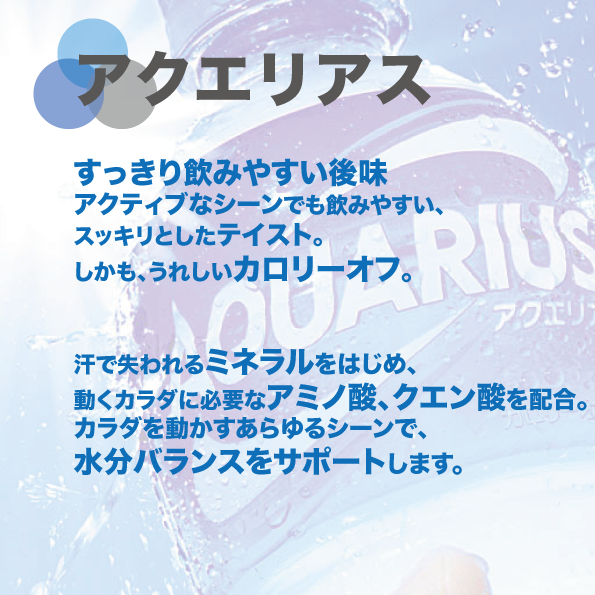 アクエリアス
すっきり飲みやすい後味
アクティブなシーンでも飲みやすい、
スッキリとしたテイスト。
しかも、うれしいカロリーオフ。
AQUARIUS
アクエリア
汗で失われるミネラルをはじめ、
動くカラダに必要なアミノ酸、クエン酸を配合。
カラダを動かすあらゆるシーンで、
水分バランスをサポートします。